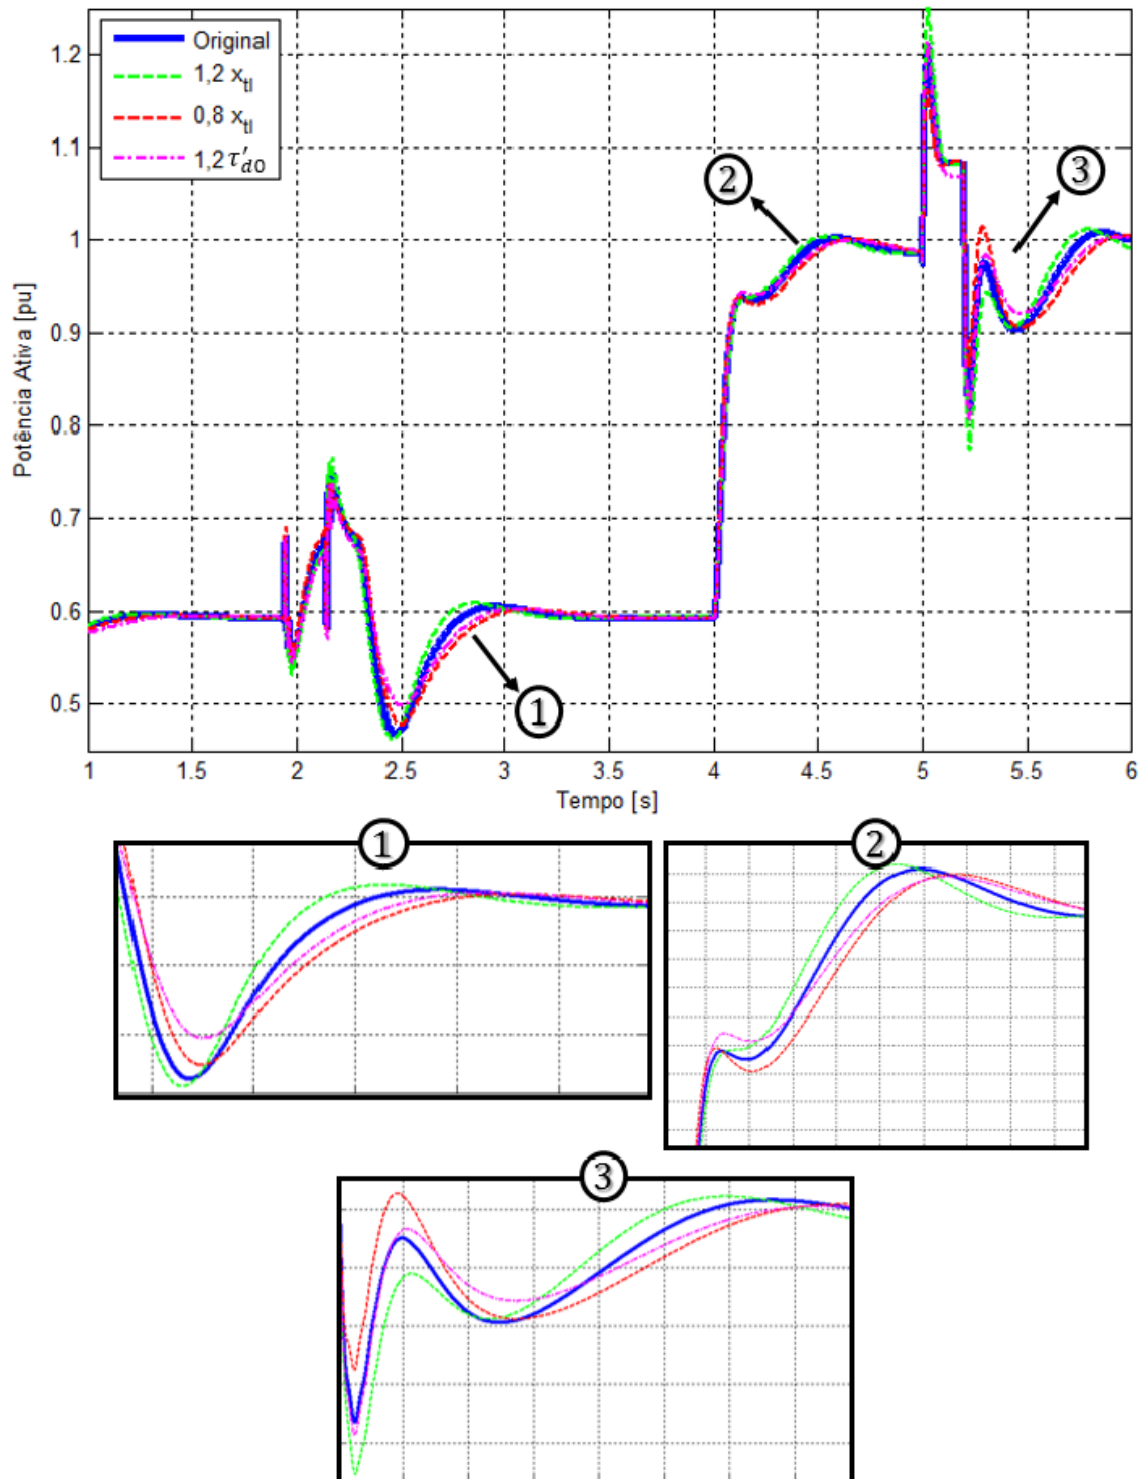 Original
1,2 x_tl
0,8 x_tl
1,2 τ'_d0
1.2
1.1
1
0.9
0.8
0.7
0.6
0.5
Potência Ativa [pu]
2
3
1
1 1.5 2 2.5 3 3.5 4 4.5 5 5.5 6
Tempo [s]
1
2
3